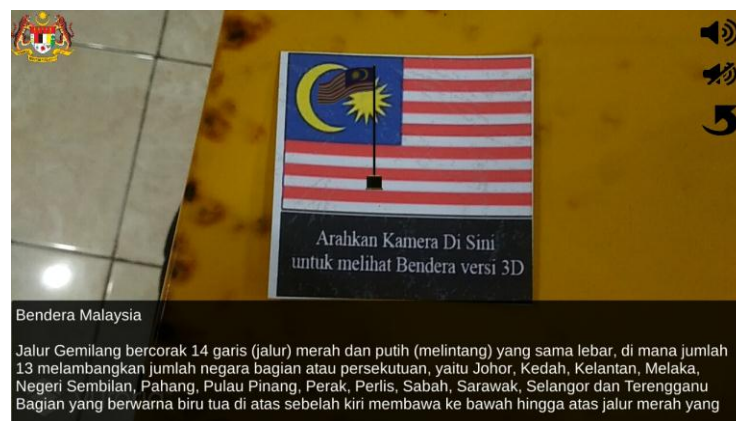 Arahkan Kamera Di Sini
untuk melihat Bendera versi 3D
Bendera Malaysia
Jalur Gemilang bercorak 14 garis (jalur) merah dan putih (melintang) yang sama lebar, di mana jumlah
13 melambangkan jumlah negara bagian atau persekutuan, yaitu Johor, Kedah, Kelantan, Melaka,
Negeri Sembilan, Pahang, Pulau Pinang, Perak, Perlis, Sabah, Sarawak, Selangor dan Terengganu
Bagian yang berwarna biru tua di atas sebelah kiri membawa ke bawah hingga atas jalur merah yang